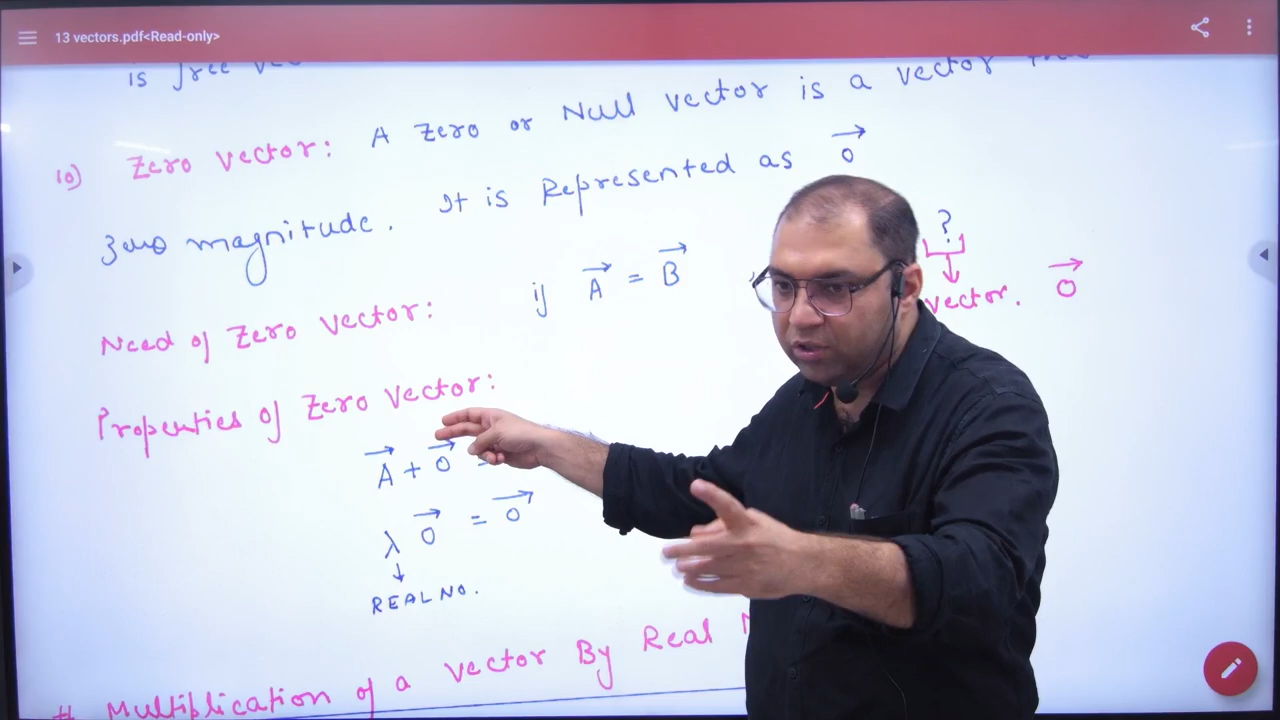 13 vectors.pdf<Read-only>
is free vec
10) Zero Vector: A Zero or Null vector is a vector
Zero magnitude. It is Represented as →0
?
Need of Zero Vector: if →A = →B vector. →0
Properties of Zero Vector:
→A + →0 =
λ →0 = →0
↓
REAL NO.
# Multiplication of a vector By Real